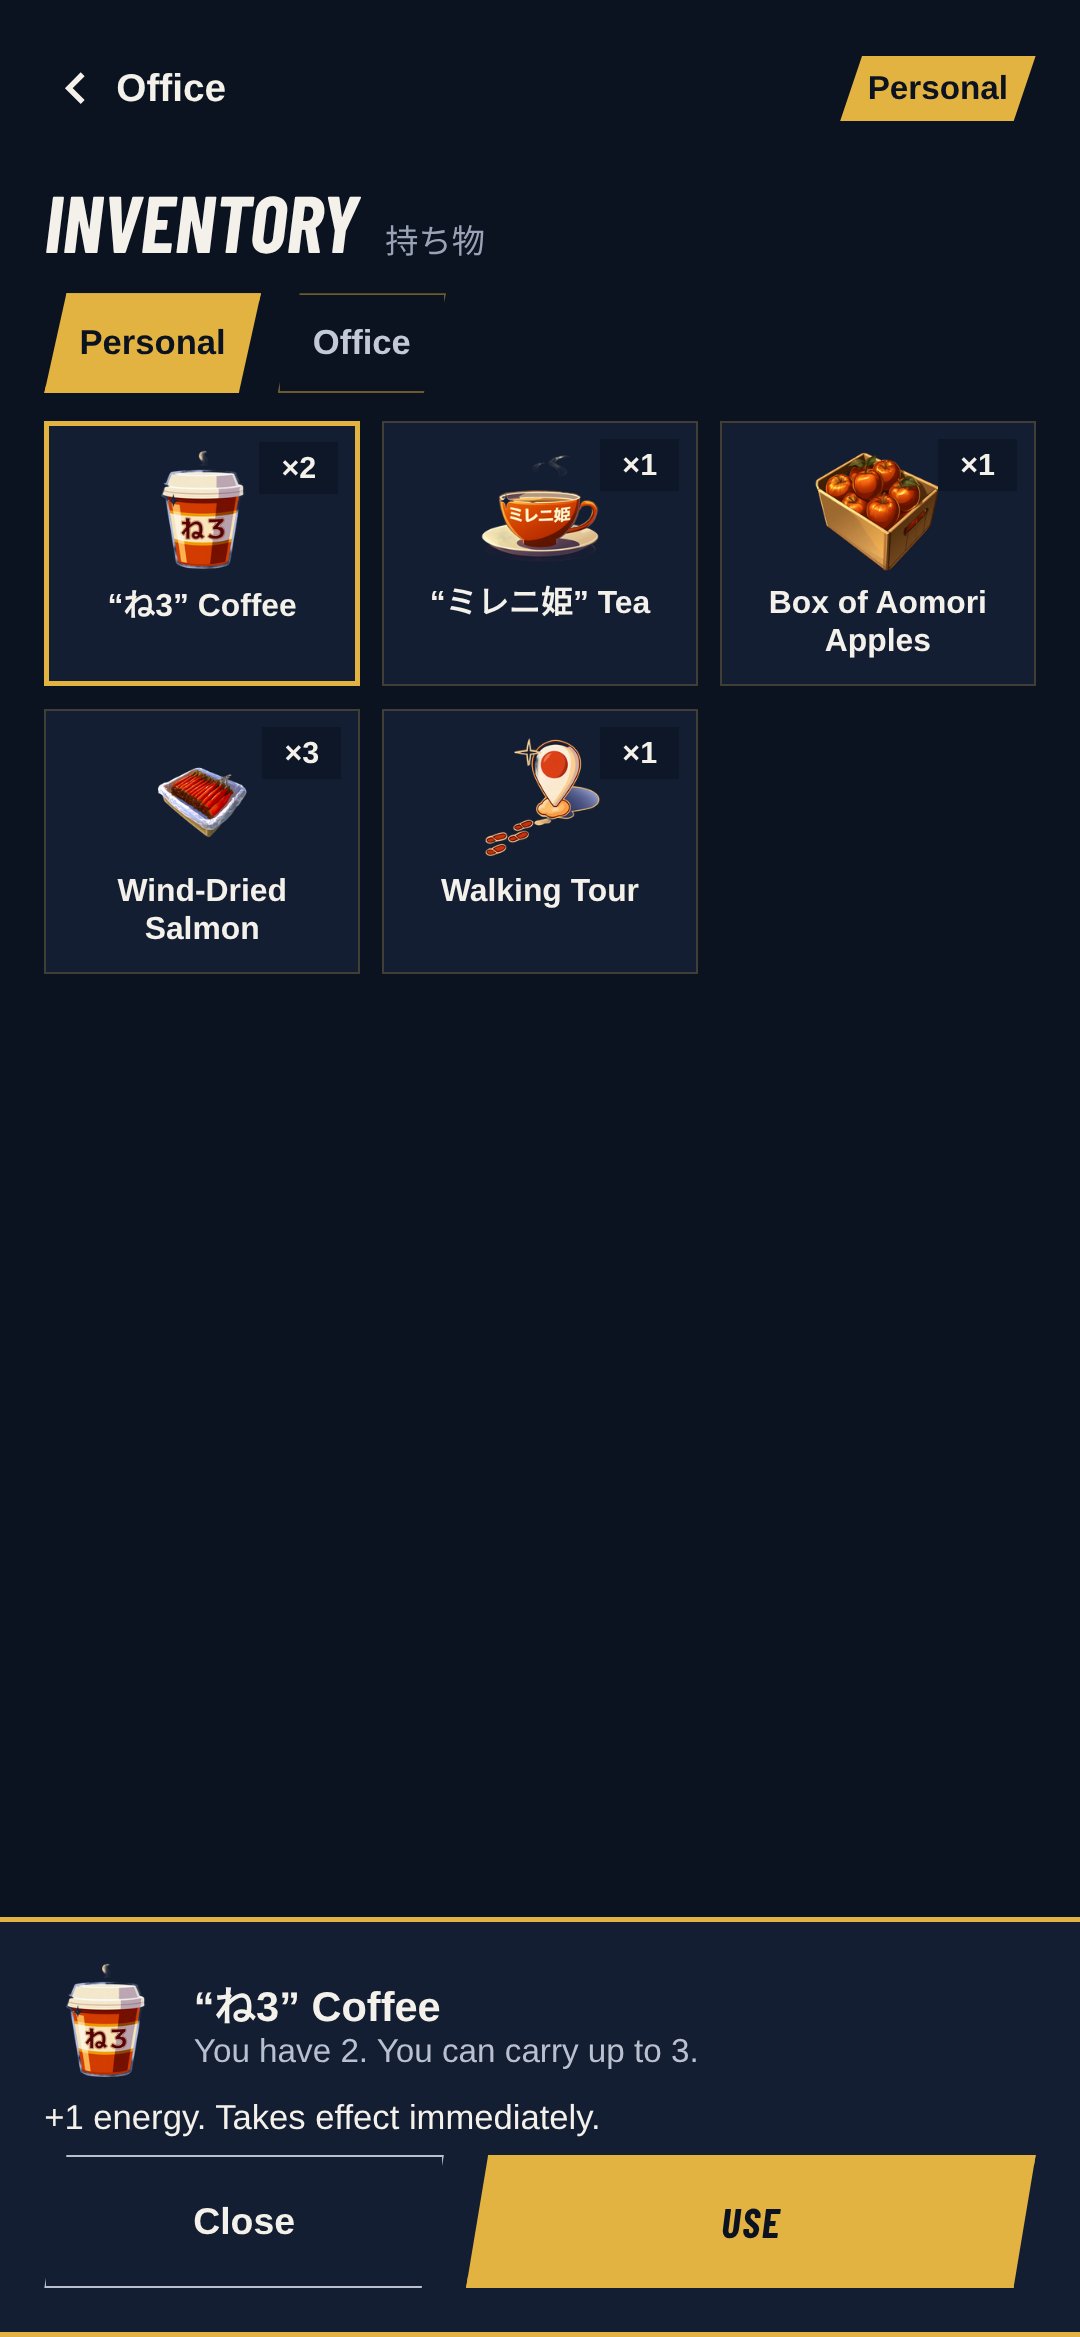 Office
Personal
INVENTORY 持ち物
Personal
Office
×2
ね3
“ね3” Coffee
×1
ミレニ姫
“ミレニ姫” Tea
×1
Box of Aomori
Apples
×3
Wind-Dried
Salmon
×1
Walking Tour
ね3
“ね3” Coffee
You have 2. You can carry up to 3.
+1 energy. Takes effect immediately.
Close
USE